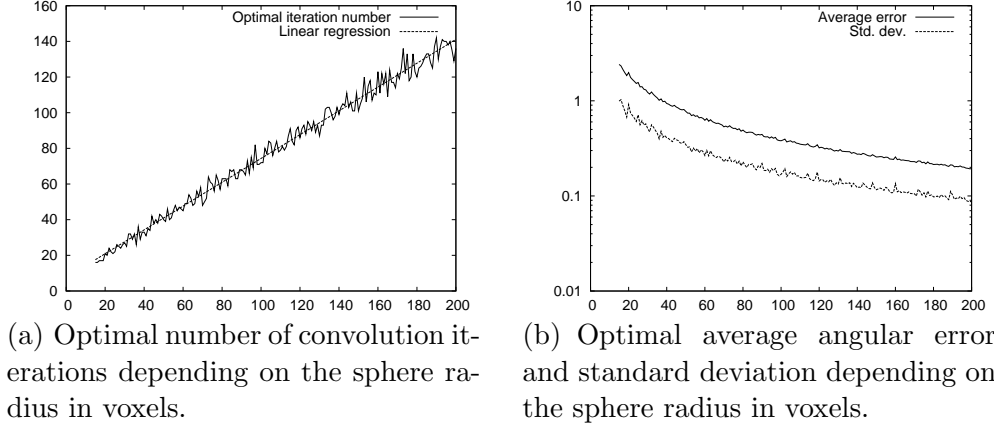 160
140
120
100
80
60
40
20
0
Optimal iteration number
Linear regression
0 20 40 60 80 100 120 140 160 180 200
(a) Optimal number of convolution it-
erations depending on the sphere ra-
dius in voxels.
10
1
0.1
0.01
Average error
Std. dev.
0 20 40 60 80 100 120 140 160 180 200
(b) Optimal average angular error
and standard deviation depending on
the sphere radius in voxels.